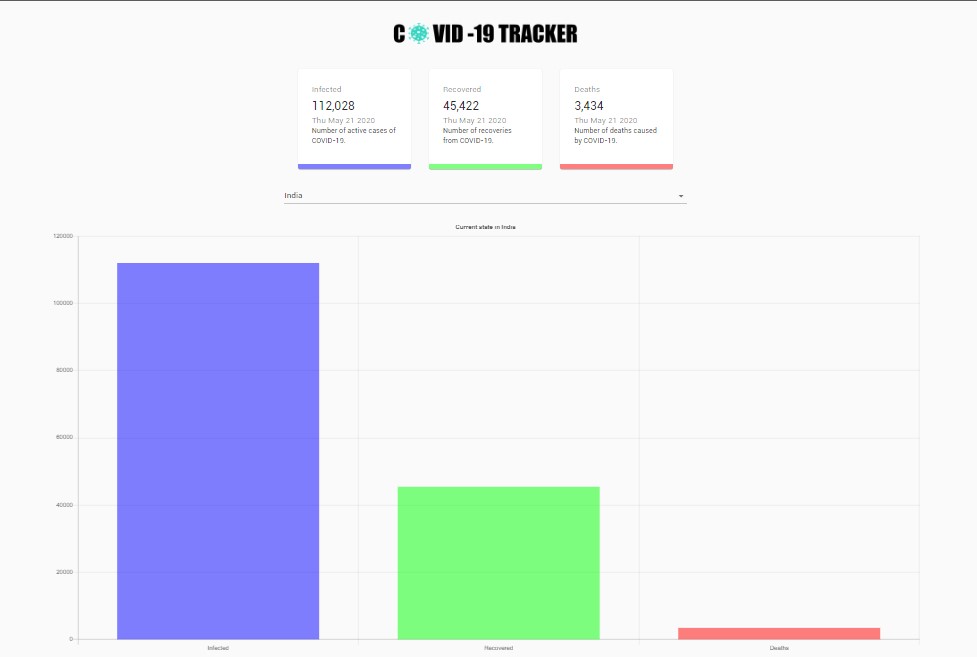 COVID -19 TRACKER
Infected
112,028
Thu May 21 2020
Number of active cases of
COVID-19.
Recovered
45,422
Thu May 21 2020
Number of recoveries
from COVID-19.
Deaths
3,434
Thu May 21 2020
Number of deaths caused
by COVID-19.
India
Current state in India
120000
100000
80000
60000
40000
20000
0
Infected
Recovered
Deaths